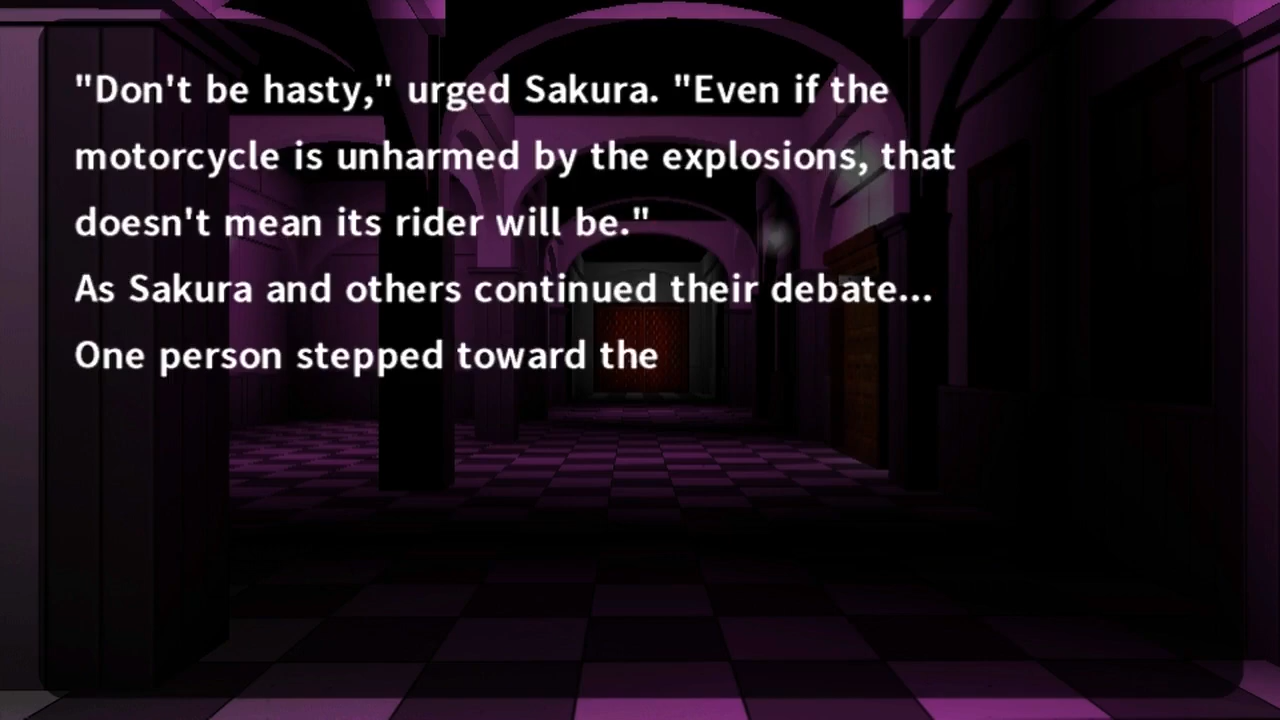 "Don't be hasty," urged Sakura. "Even if the
motorcycle is unharmed by the explosions, that
doesn't mean its rider will be."
As Sakura and others continued their debate...
One person stepped toward the